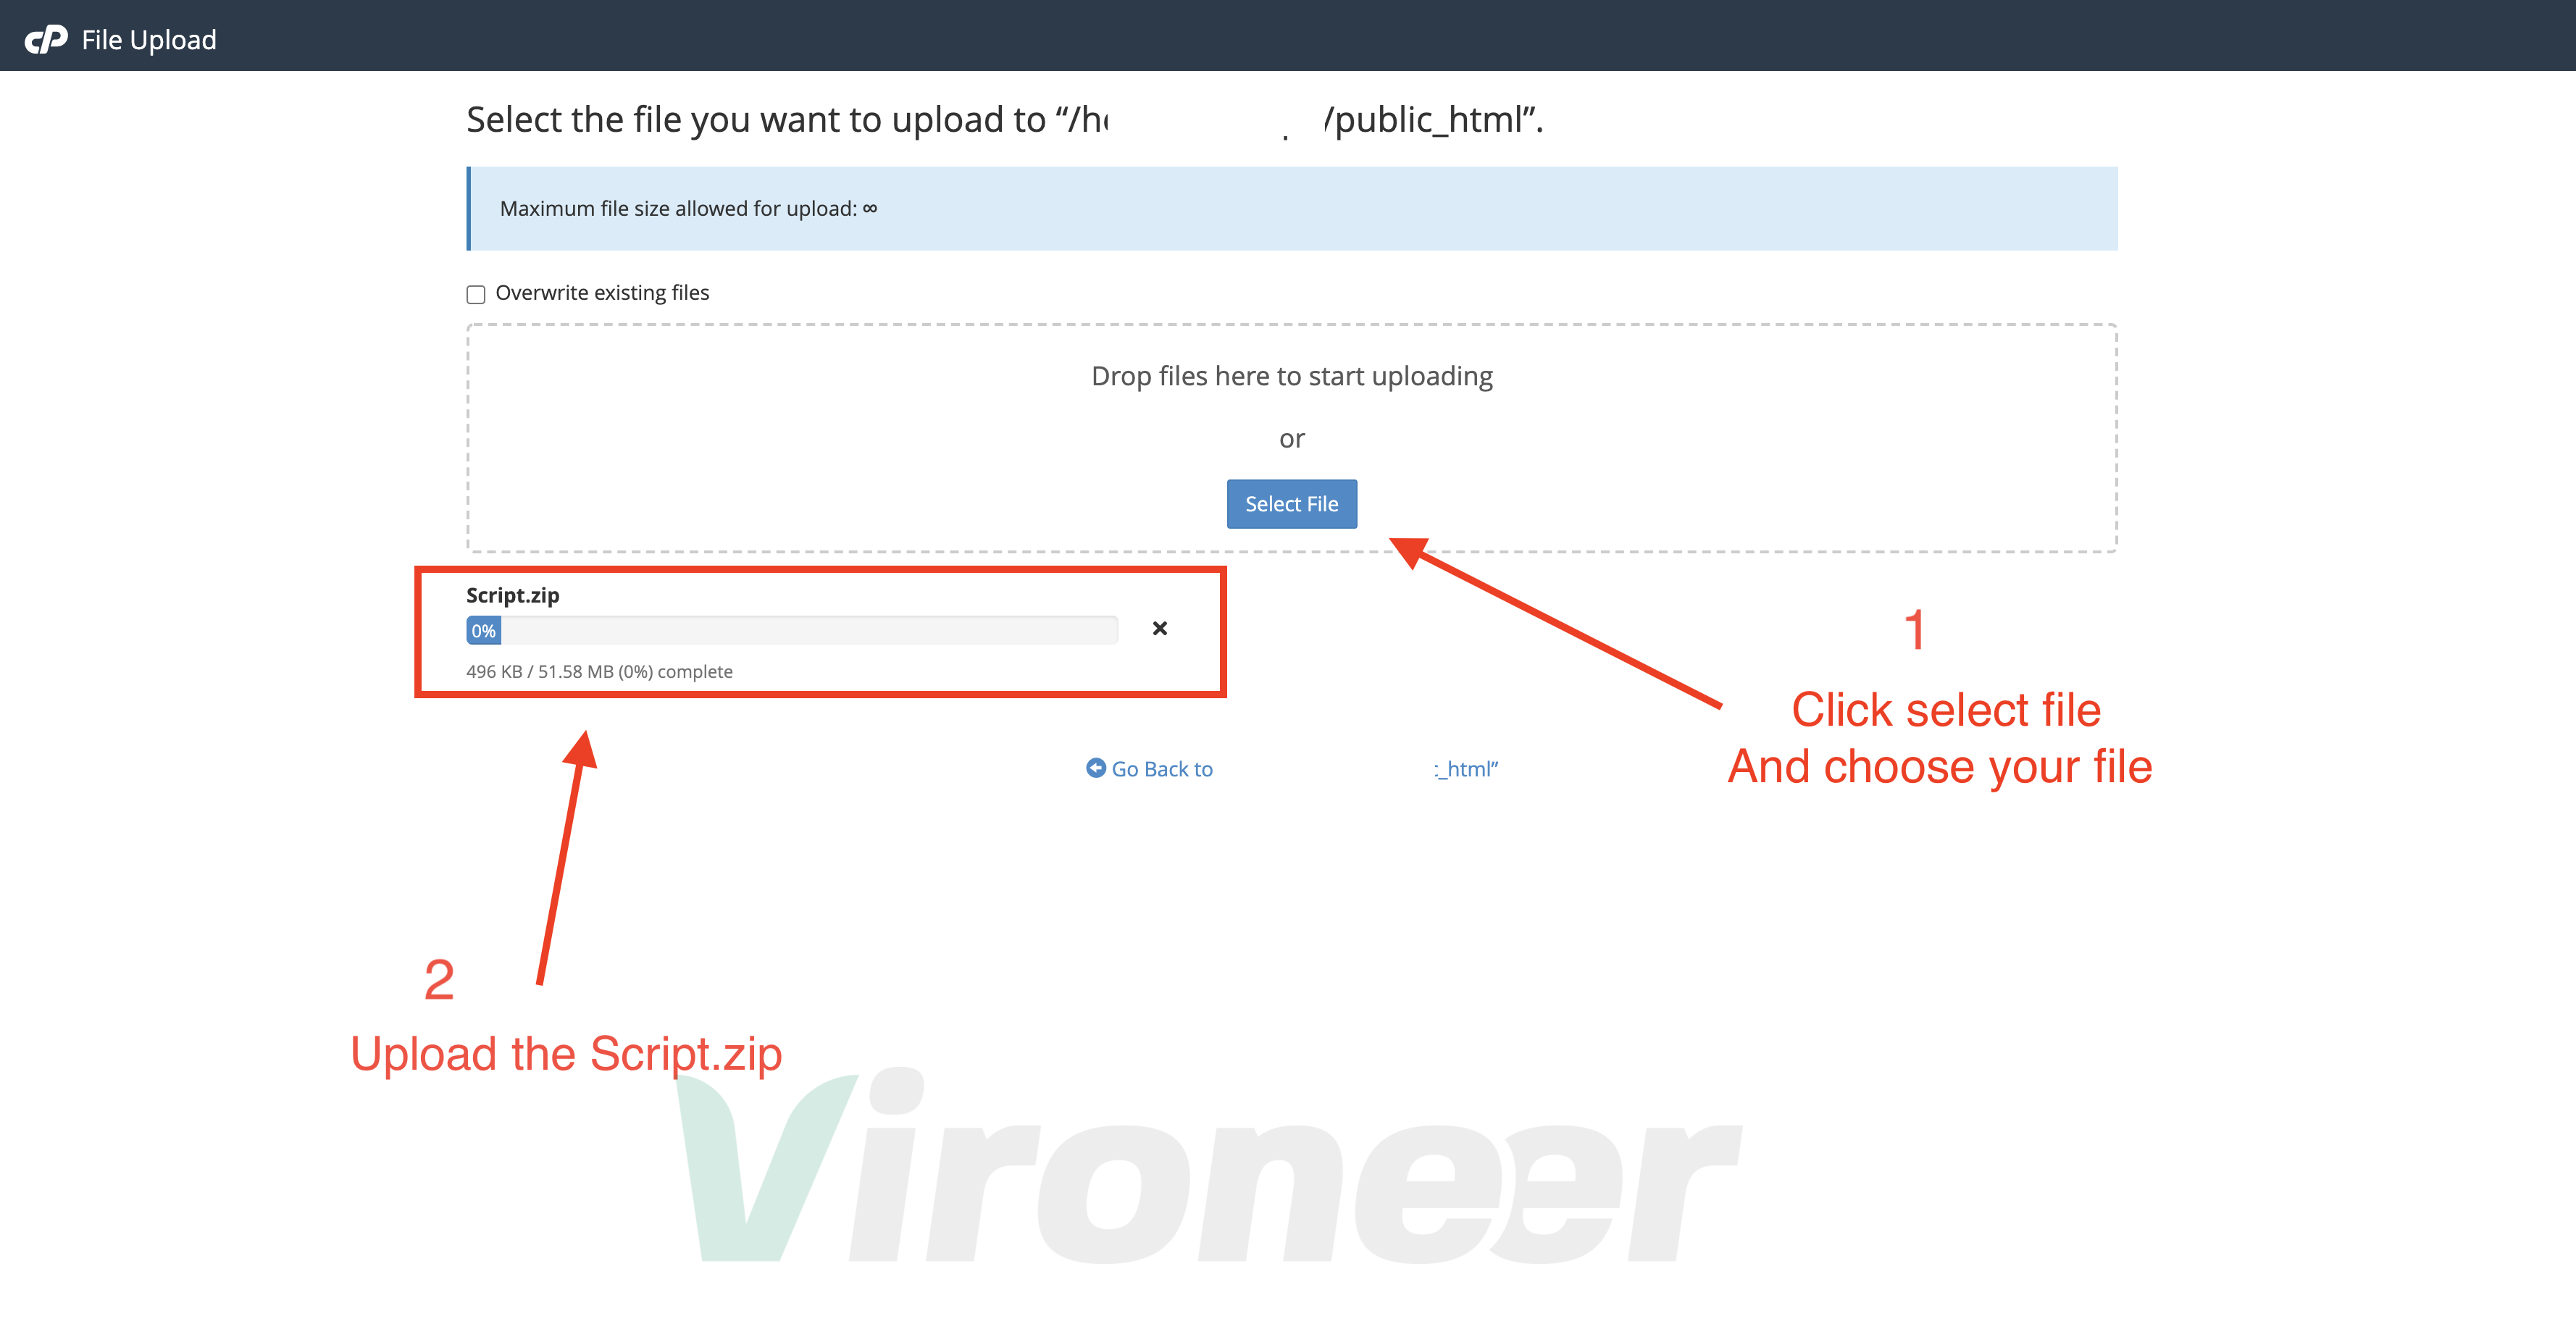 cP File Upload
Select the file you want to upload to “/h /public_html”.
Maximum file size allowed for upload: ∞
Overwrite existing files
Drop files here to start uploading
or
Select File
Script.zip
0%
496 KB / 51.58 MB (0%) complete
1
Click select file
And choose your file
Go Back to _html”
2
Upload the Script.zip
Vironeer